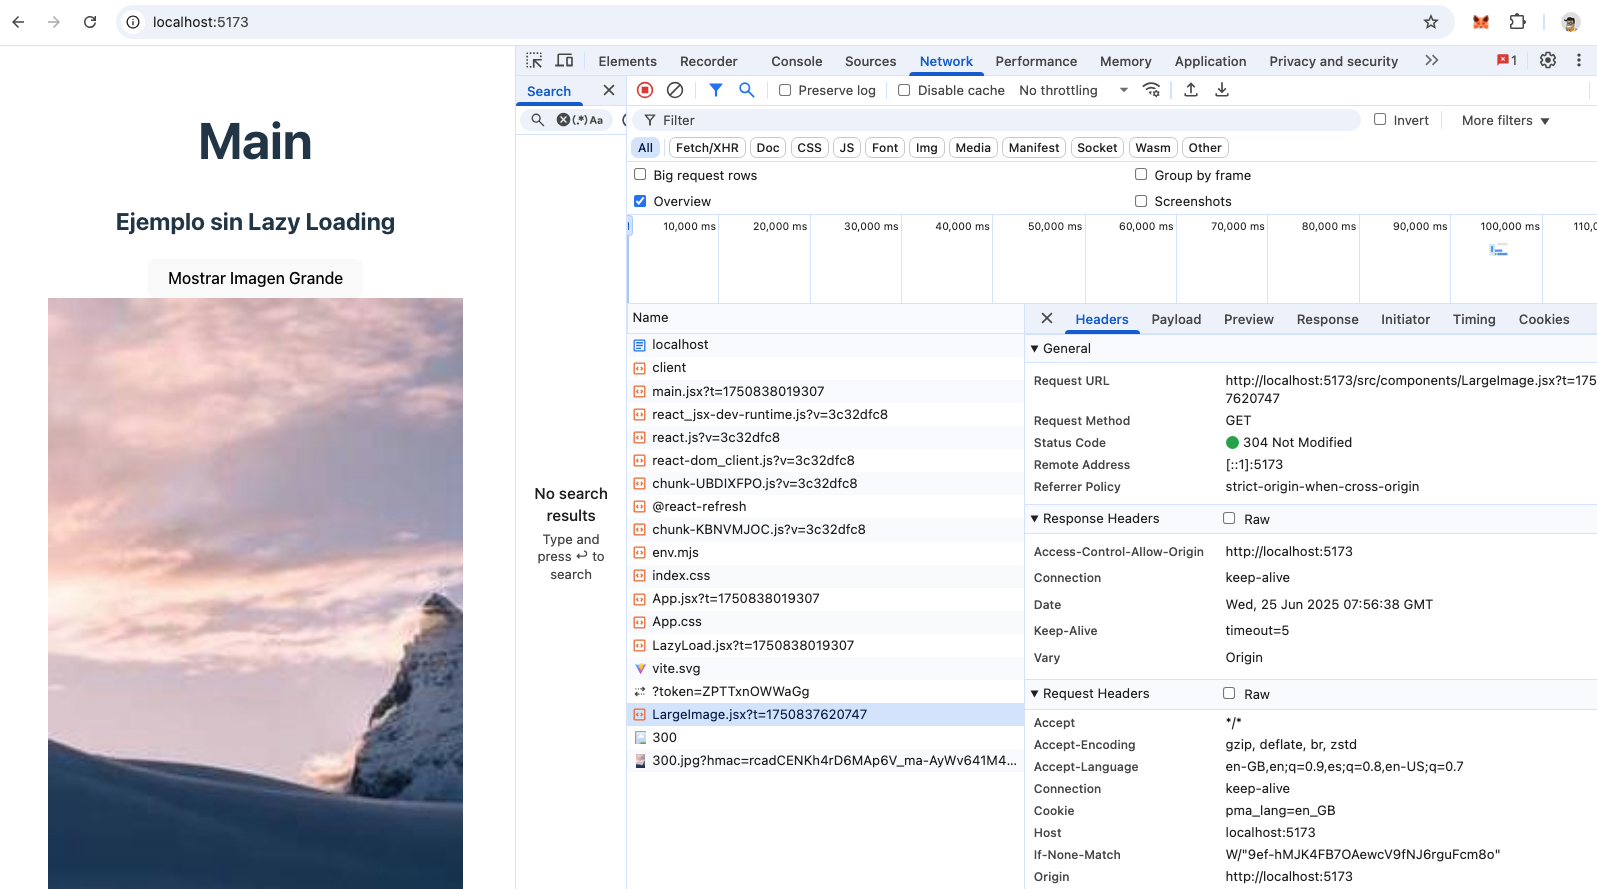 localhost:5173
Elements Recorder Console Sources Network Performance Memory Application Privacy and security 1
Search
Preserve log Disable cache No throttling
(.*) Aa
Filter Invert More filters
All Fetch/XHR Doc CSS JS Font Img Media Manifest Socket Wasm Other
Big request rows Group by frame
Overview Screenshots
10,000 ms 20,000 ms 30,000 ms 40,000 ms 50,000 ms 60,000 ms 70,000 ms 80,000 ms 90,000 ms 100,000 ms 110,0
Main
Ejemplo sin Lazy Loading
Mostrar Imagen Grande
No search
results
Type and
press ↩ to
search
Name
localhost
client
main.jsx?t=1750838019307
react_jsx-dev-runtime.js?v=3c32dfc8
react.js?v=3c32dfc8
react-dom_client.js?v=3c32dfc8
chunk-UBDIXFPO.js?v=3c32dfc8
@react-refresh
chunk-KBNVMJOC.js?v=3c32dfc8
env.mjs
index.css
App.jsx?t=1750838019307
App.css
LazyLoad.jsx?t=1750838019307
vite.svg
?token=ZPTTxnOWWaGg
LargeImage.jsx?t=1750837620747
300
300.jpg?hmac=rcadCENKh4rD6MAp6V_ma-AyWv641M4...
Headers Payload Preview Response Initiator Timing Cookies
General
Request URL http://localhost:5173/src/components/LargeImage.jsx?t=175
7620747
Request Method GET
Status Code 304 Not Modified
Remote Address [::1]:5173
Referrer Policy strict-origin-when-cross-origin
Response Headers Raw
Access-Control-Allow-Origin http://localhost:5173
Connection keep-alive
Date Wed, 25 Jun 2025 07:56:38 GMT
Keep-Alive timeout=5
Vary Origin
Request Headers Raw
Accept */*
Accept-Encoding gzip, deflate, br, zstd
Accept-Language en-GB,en;q=0.9,es;q=0.8,en-US;q=0.7
Connection keep-alive
Cookie pma_lang=en_GB
Host localhost:5173
If-None-Match W/"9ef-hMJK4FB7OAewcV9fNJ6rguFcm8o"
Origin http://localhost:5173